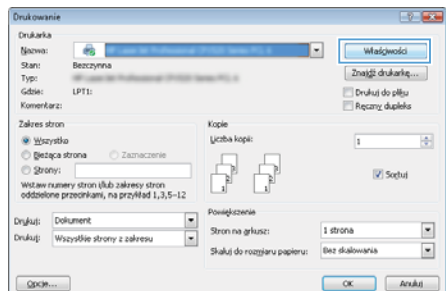 Drukowanie
Drukarka
Nazwa:
Właściwości
Stan: Bezczynna
Typ:
Znajdź drukarkę...
Gdzie: LPT1:
Drukuj do pliku
Komentarz:
Ręczny dupleks
Zakres stron
Kopie
Wszystko
Liczba kopii: 1
Bieżąca strona Zaznaczenie
Strony:
Sortuj
Wstaw numery stron i/lub zakresy stron
oddzielone przecinkami, na przykład 1,3,5–12
Drukuj: Dokument
Powiększenie
Stron na arkusz: 1 strona
Drukuj: Wszystkie strony z zakresu
Skaluj do rozmiaru papieru: Bez skalowania
Opcje...
OK
Anuluj